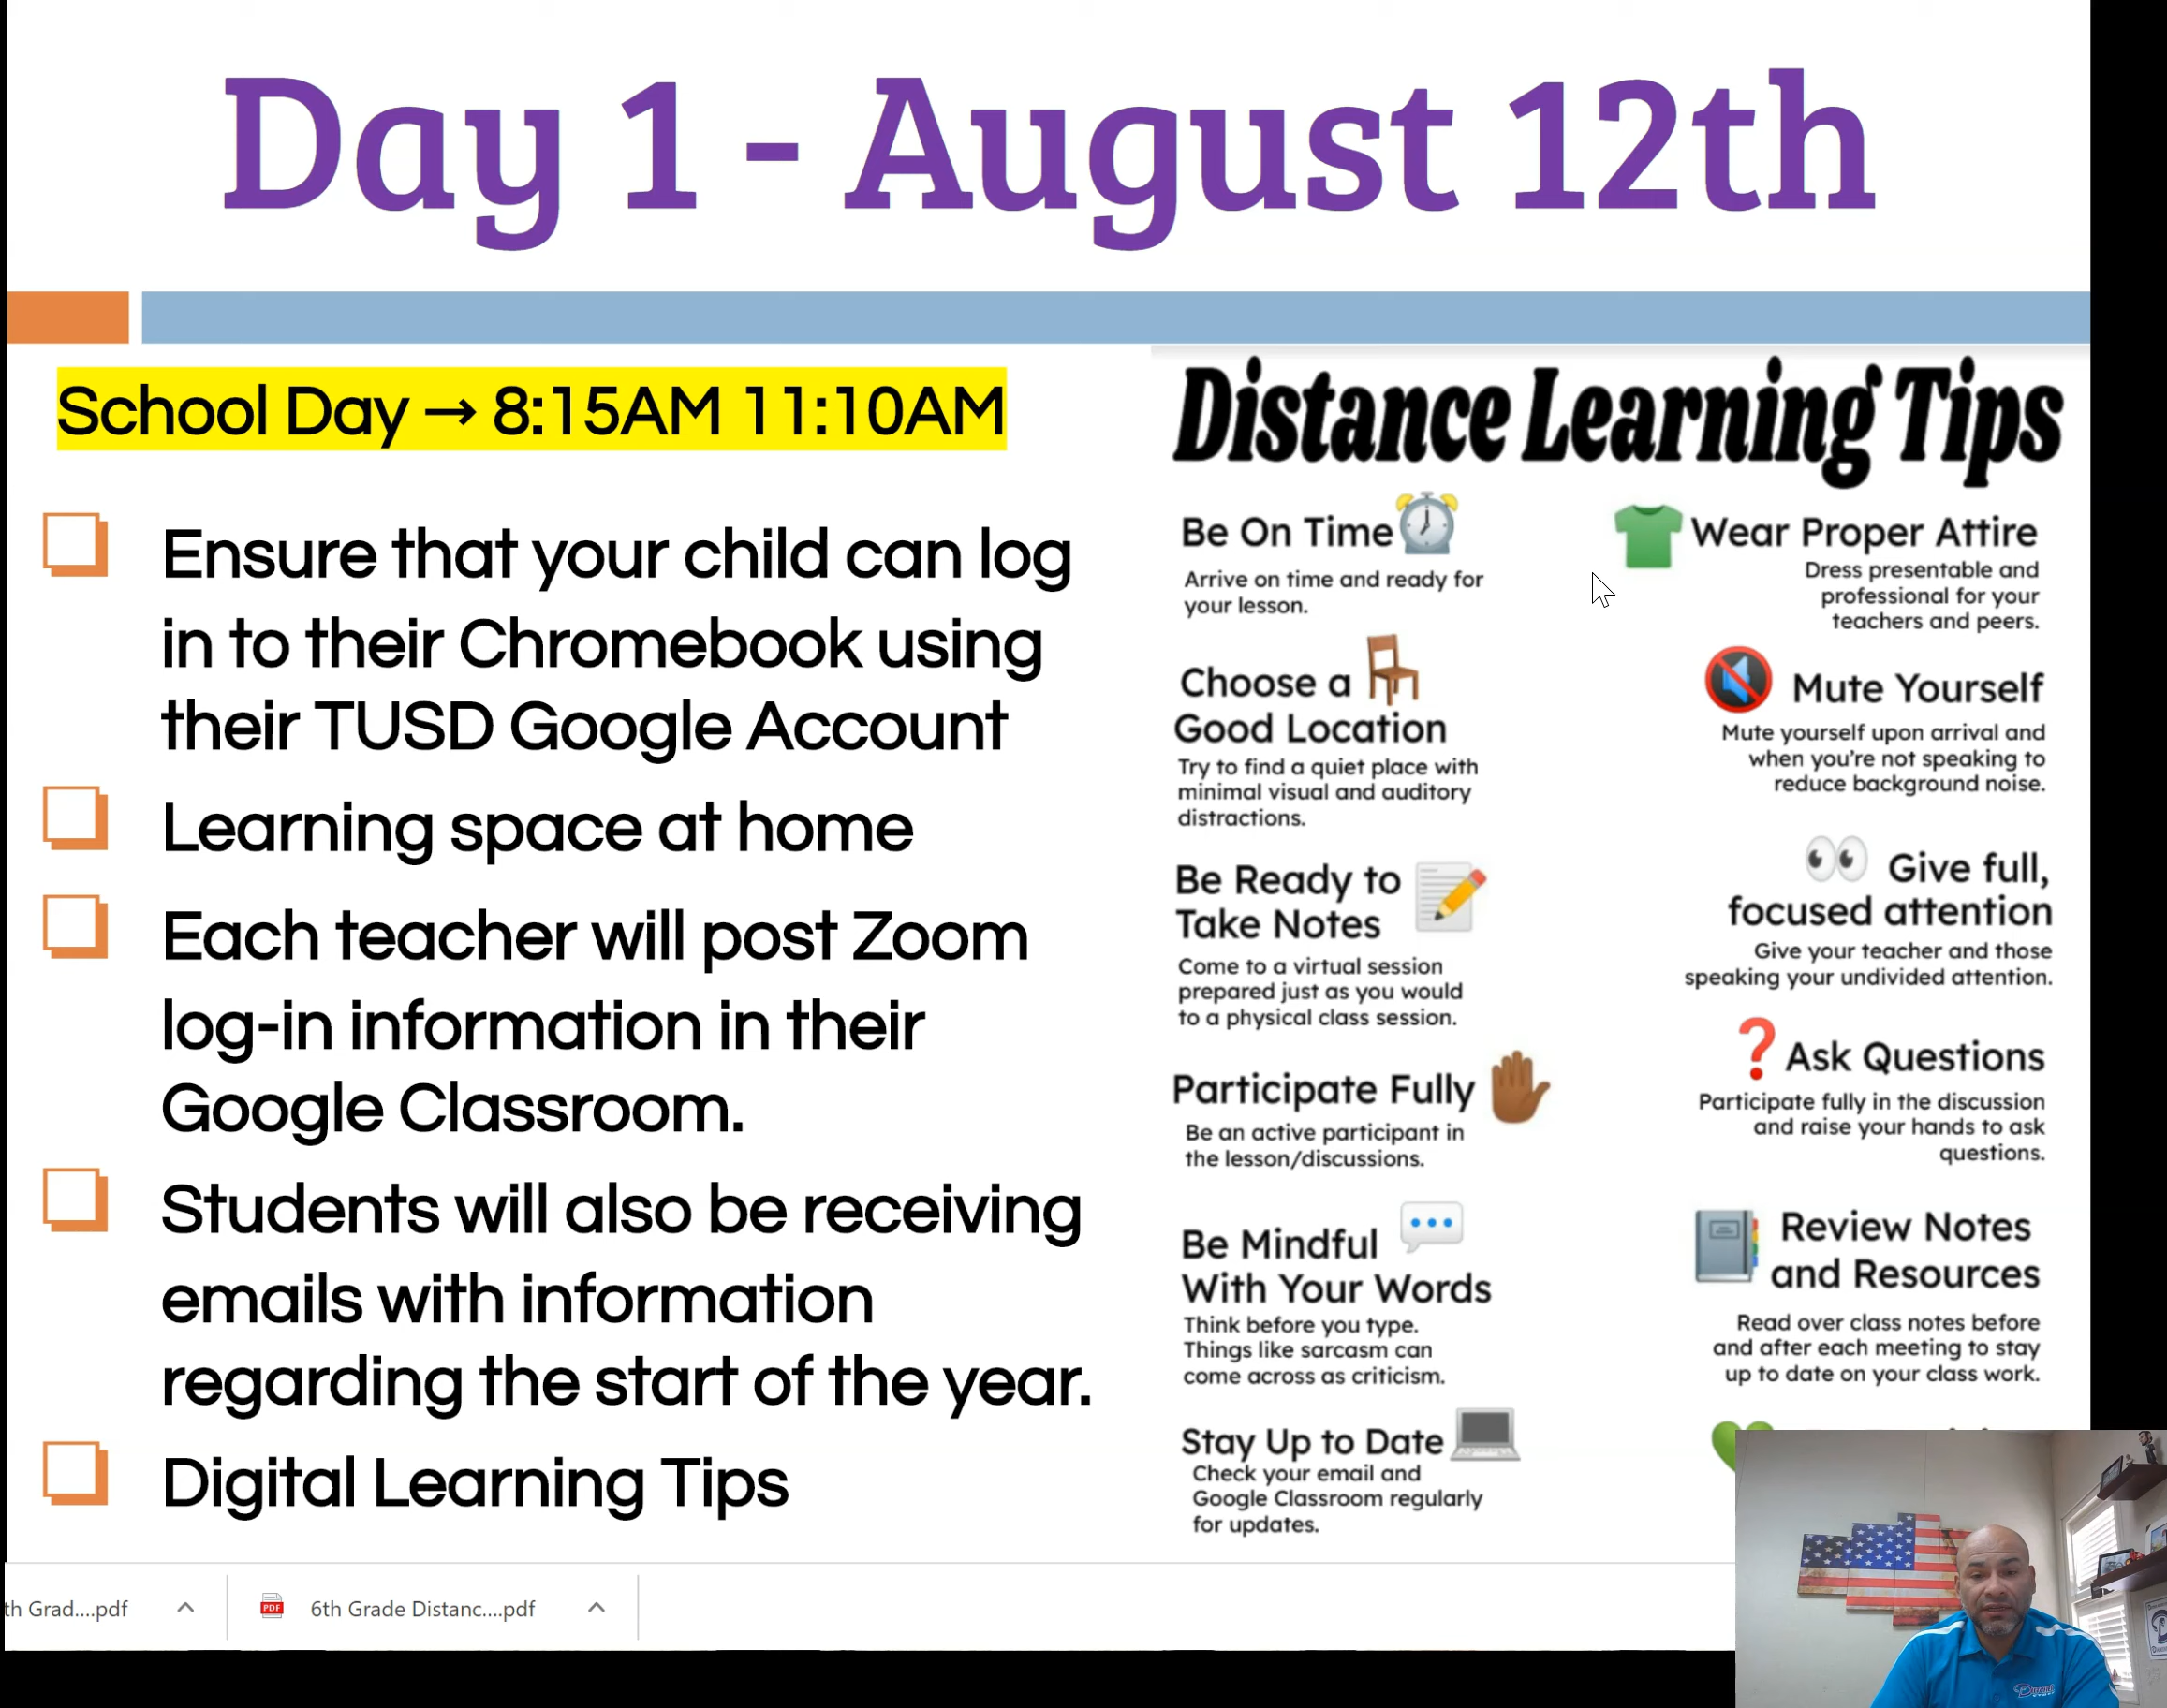 Day 1 - August 12th
School Day → 8:15AM 11:10AM
Ensure that your child can log
in to their Chromebook using
their TUSD Google Account
Learning space at home
Each teacher will post Zoom
log-in information in their
Google Classroom.
Students will also be receiving
emails with information
regarding the start of the year.
Digital Learning Tips
Distance Learning Tips
Be On Time
Arrive on time and ready for
your lesson.
Choose a
Good Location
Try to find a quiet place with
minimal visual and auditory
distractions.
Be Ready to
Take Notes
Come to a virtual session
prepared just as you would
to a physical class session.
Participate Fully
Be an active participant in
the lesson/discussions.
Be Mindful
With Your Words
Think before you type.
Things like sarcasm can
come across as criticism.
Stay Up to Date
Check your email and
Google Classroom regularly
for updates.
Wear Proper Attire
Dress presentable and
professional for your
teachers and peers.
Mute Yourself
Mute yourself upon arrival and
when you're not speaking to
reduce background noise.
Give full,
focused attention
Give your teacher and those
speaking your undivided attention.
Ask Questions
Participate fully in the discussion
and raise your hands to ask
questions.
Review Notes
and Resources
Read over class notes before
and after each meeting to stay
up to date on your class work.
th Grad....pdf
PDF
6th Grade Distanc....pdf